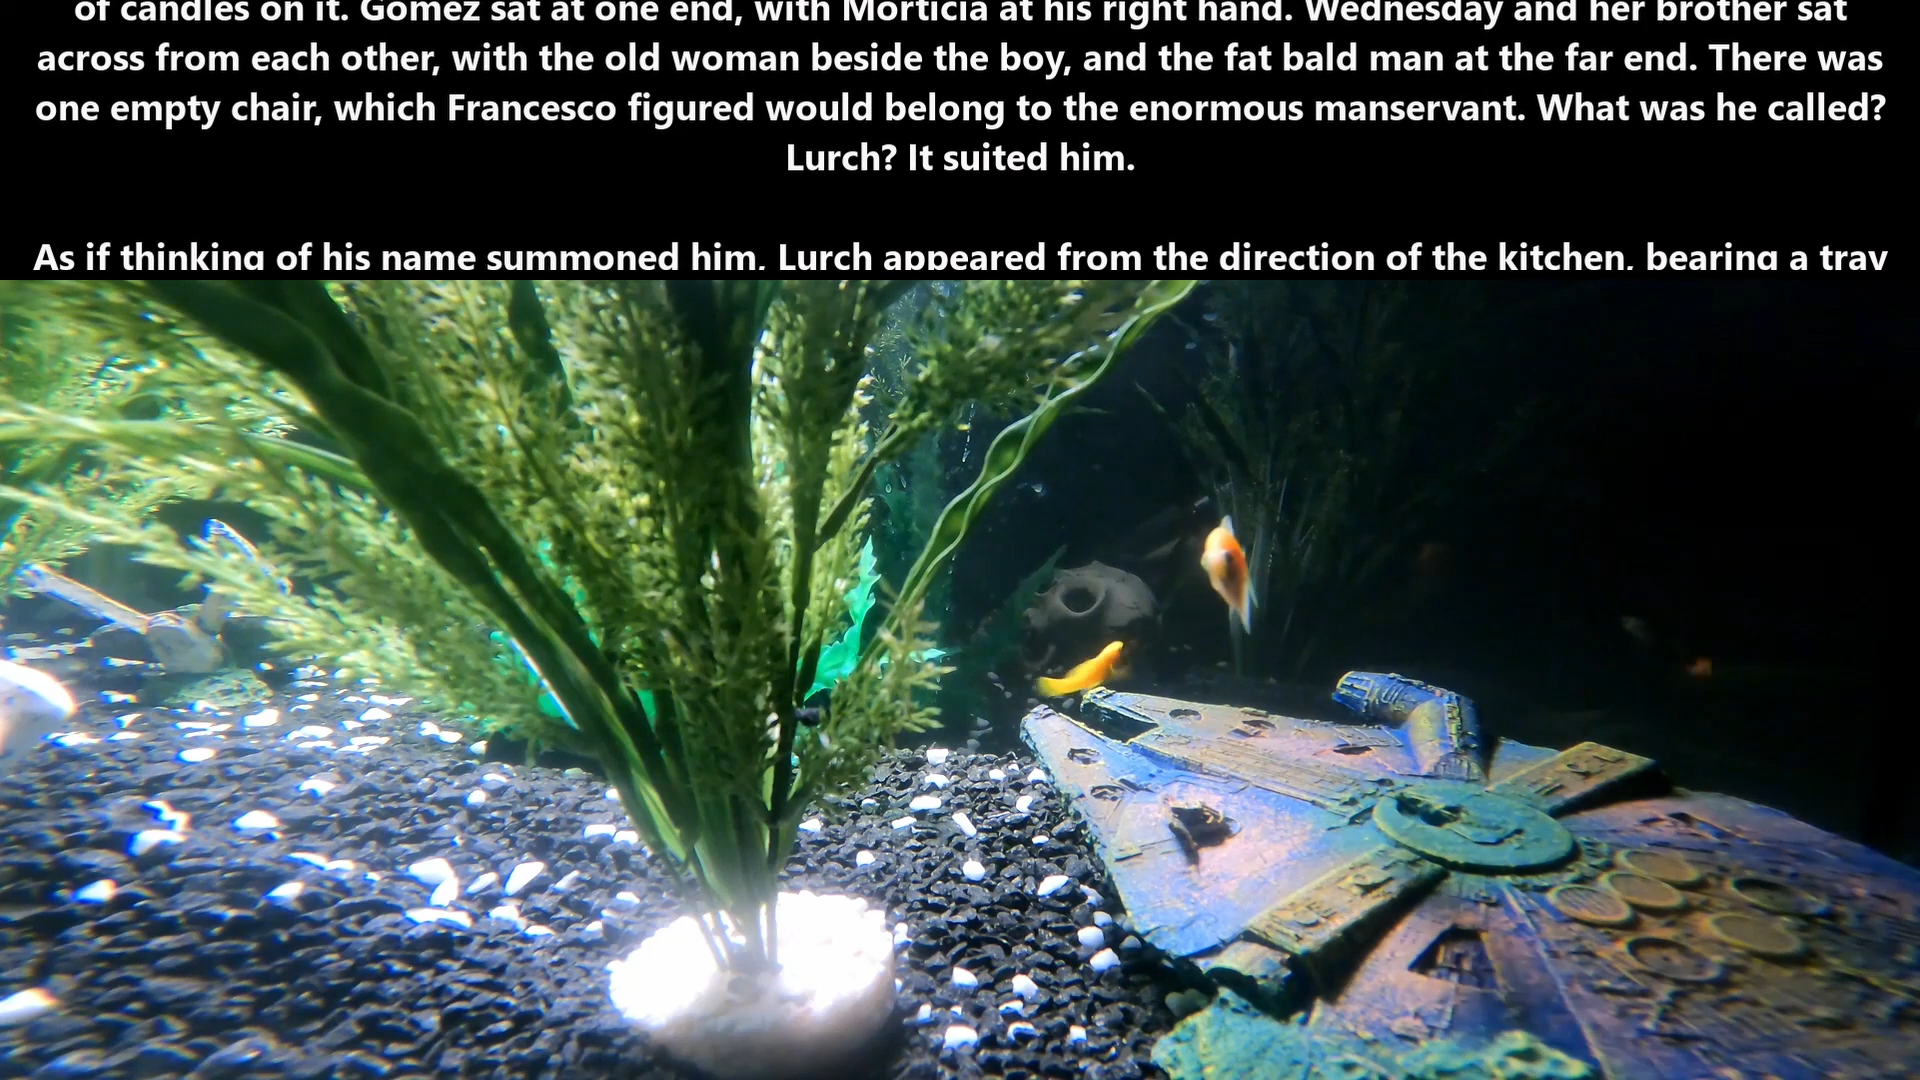 of candles on it. Gomez sat at one end, with Morticia at his right hand. Wednesday and her brother sat
across from each other, with the old woman beside the boy, and the fat bald man at the far end. There was
one empty chair, which Francesco figured would belong to the enormous manservant. What was he called?
Lurch? It suited him.
As if thinking of his name summoned him, Lurch appeared from the direction of the kitchen, bearing a tray